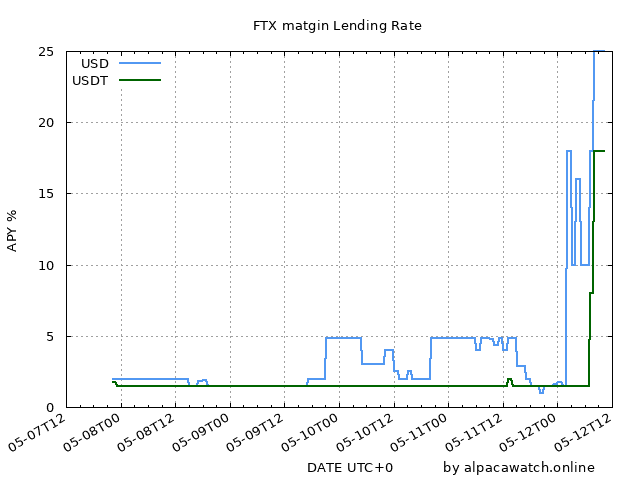 FTX matgin Lending Rate
USD
USDT
APY %
25
20
15
10
5
0
05-07T12
05-08T00
05-08T12
05-09T00
05-09T12
05-10T00
05-10T12
05-11T00
05-11T12
05-12T00
05-12T12
DATE UTC+0 by alpacawatch.online